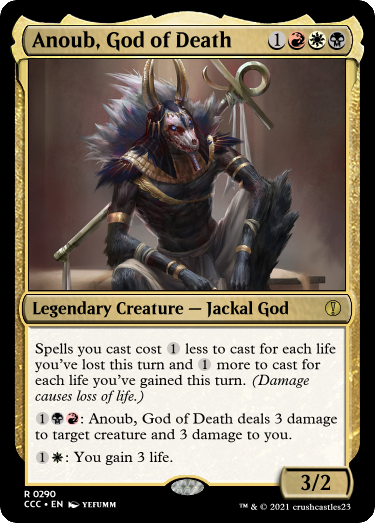 Anoub, God of Death 1
Legendary Creature — Jackal God
Spells you cast cost 1 less to cast for each life
you've lost this turn and 1 more to cast for
each life you've gained this turn. (Damage
causes loss of life.)
1: Anoub, God of Death deals 3 damage
to target creature and 3 damage to you.
1: You gain 3 life.
3/2
R 0290
CCC • EN YEFUMM
™ & © 2021 crushcastles23